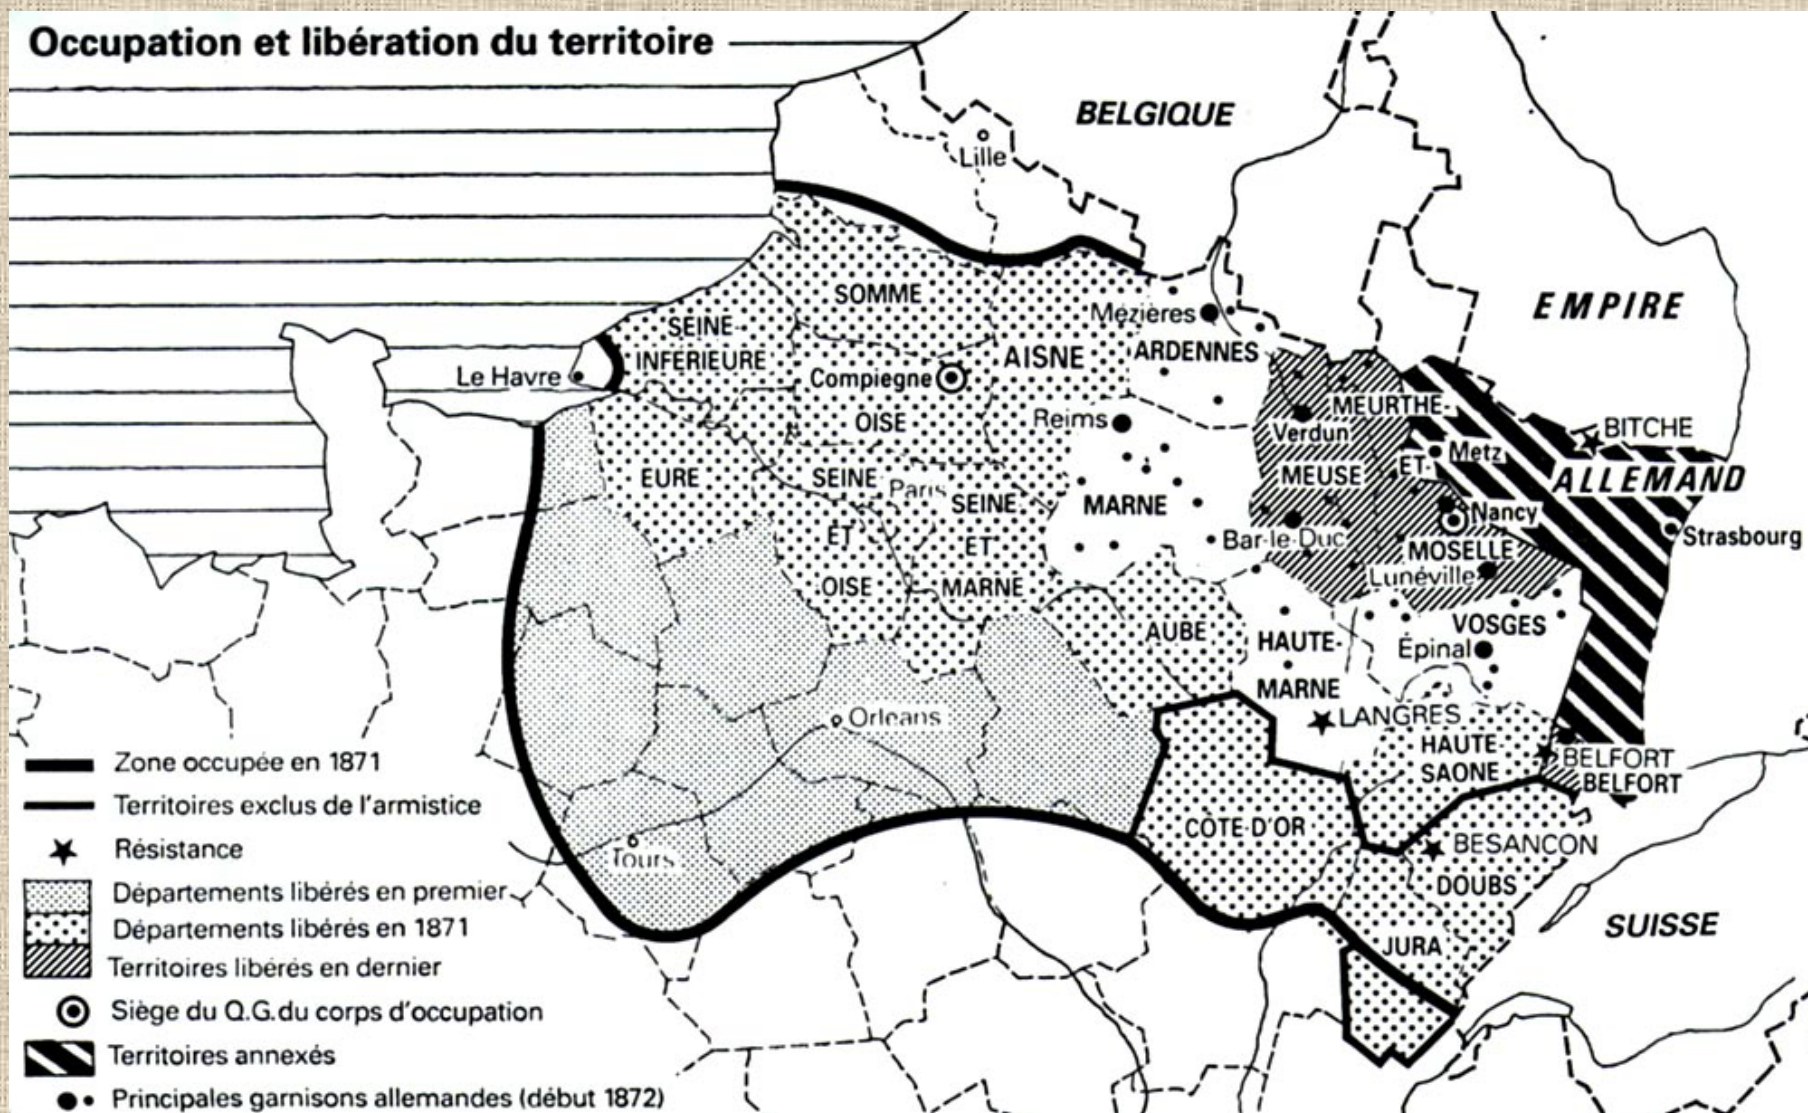 Occupation et libération du territoire
BELGIQUE
Lille
EMPIRE
SOMME
Mézières
SEINE-
INFERIEURE
AISNE
ARDENNES
Le Havre
Compiegne
MEURTHE-
OISE
Reims
Verdun
BITCHE
ET-
Metz
EURE
SEINE
Paris
SEINE
MARNE
MEUSE
ALLEMAND
Nancy
ET
ET
Bar-le-Duc
MOSELLE
Strasbourg
OISE
MARNE
Lunéville
AUBE
HAUTE-
VOSGES
Épinal
MARNE
Orleans
LANGRES
HAUTE
SAONE
BELFORT
BELFORT
COTE-D'OR
Tours
BESANCON
DOUBS
JURA
SUISSE
Zone occupée en 1871
Territoires exclus de l'armistice
Résistance
Départements libérés en premier
Départements libérés en 1871
Territoires libérés en dernier
Siège du Q.G. du corps d'occupation
Territoires annexés
Principales garnisons allemandes (début 1872)